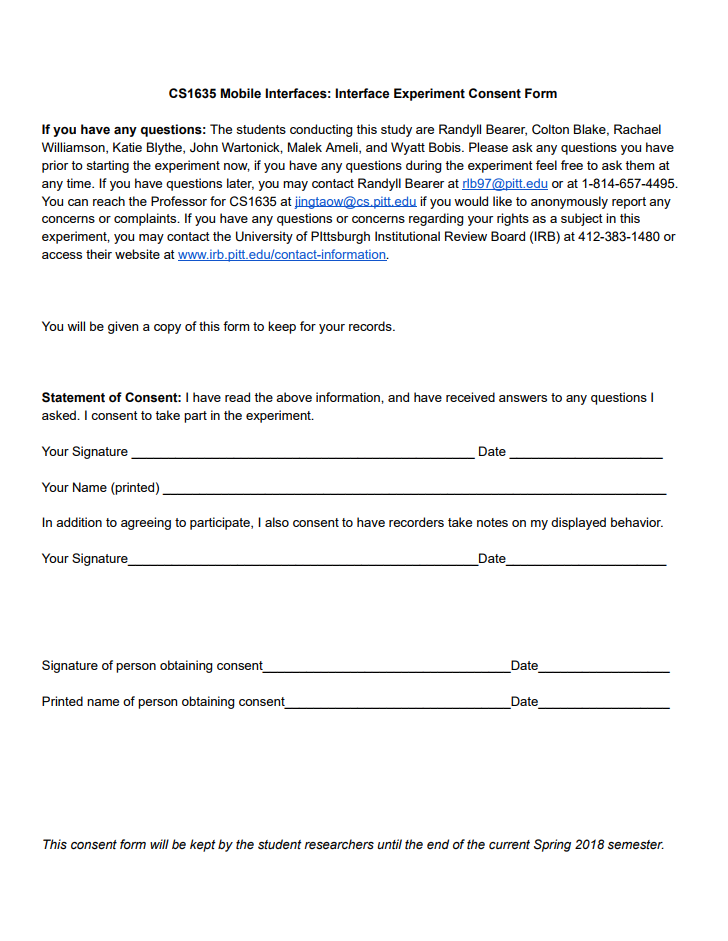 CS1635 Mobile Interfaces: Interface Experiment Consent Form
If you have any questions: The students conducting this study are Randyll Bearer, Colton Blake, Rachael
Williamson, Katie Blythe, John Wartonick, Malek Ameli, and Wyatt Bobis. Please ask any questions you have
prior to starting the experiment now, if you have any questions during the experiment feel free to ask them at
any time. If you have questions later, you may contact Randyll Bearer at rlb97@pitt.edu or at 1-814-657-4495.
You can reach the Professor for CS1635 at jingtaow@cs.pitt.edu if you would like to anonymously report any
concerns or complaints. If you have any questions or concerns regarding your rights as a subject in this
experiment, you may contact the University of PIttsburgh Institutional Review Board (IRB) at 412-383-1480 or
access their website at www.irb.pitt.edu/contact-information.
You will be given a copy of this form to keep for your records.
Statement of Consent: I have read the above information, and have received answers to any questions I
asked. I consent to take part in the experiment.
Your Signature _______________________________________________ Date _____________________
Your Name (printed) _____________________________________________________________________
In addition to agreeing to participate, I also consent to have recorders take notes on my displayed behavior.
Your Signature________________________________________________Date______________________
Signature of person obtaining consent__________________________________Date__________________
Printed name of person obtaining consent_______________________________Date__________________
This consent form will be kept by the student researchers until the end of the current Spring 2018 semester.